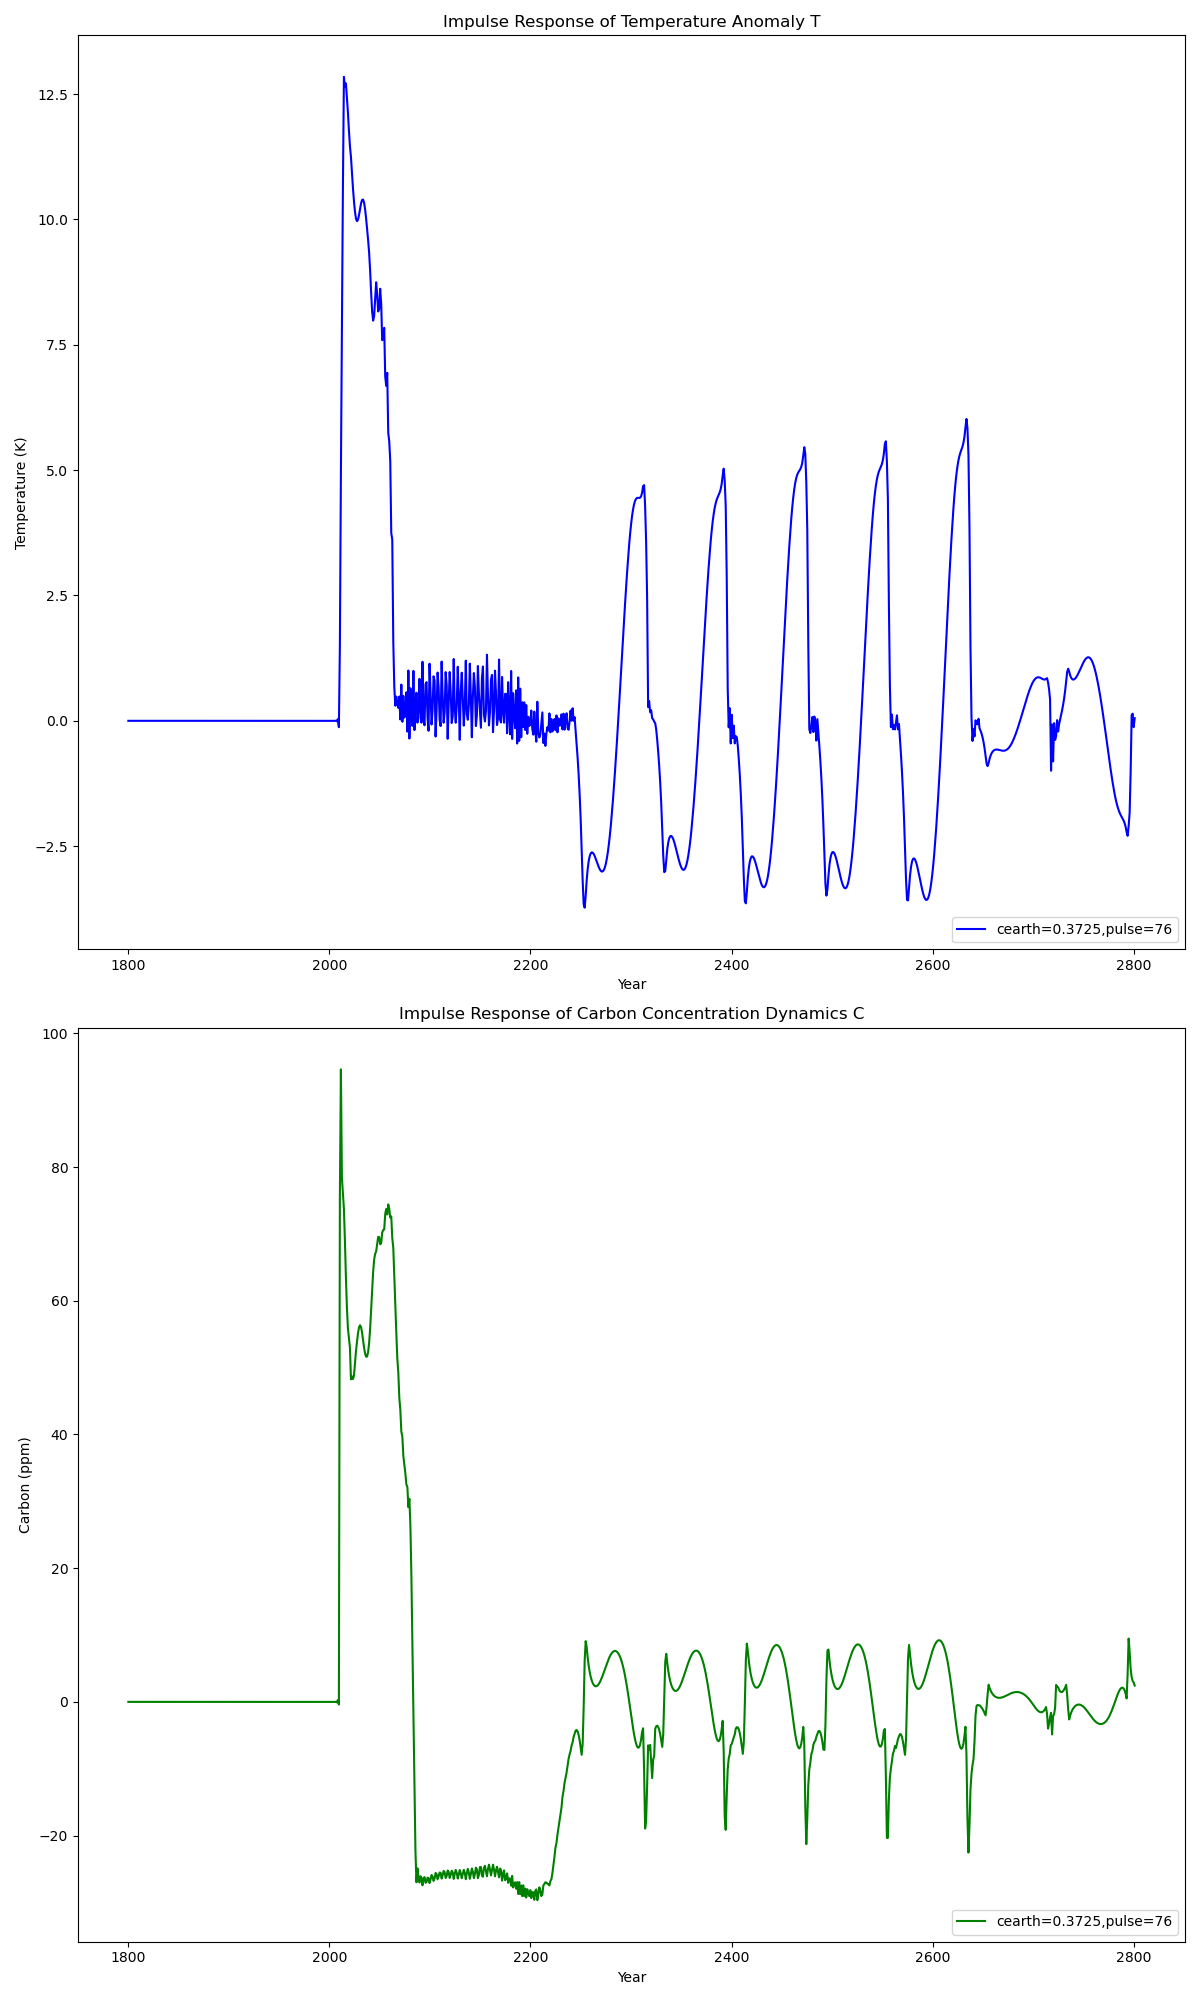 Impulse Response of Temperature Anomaly T
12.5
10.0
7.5
5.0
2.5
0.0
−2.5
Temperature (K)
cearth=0.3725,pulse=76
1800 2000 2200 2400 2600 2800
Year
Impulse Response of Carbon Concentration Dynamics C
100
80
60
40
20
0
−20
Carbon (ppm)
cearth=0.3725,pulse=76
1800 2000 2200 2400 2600 2800
Year